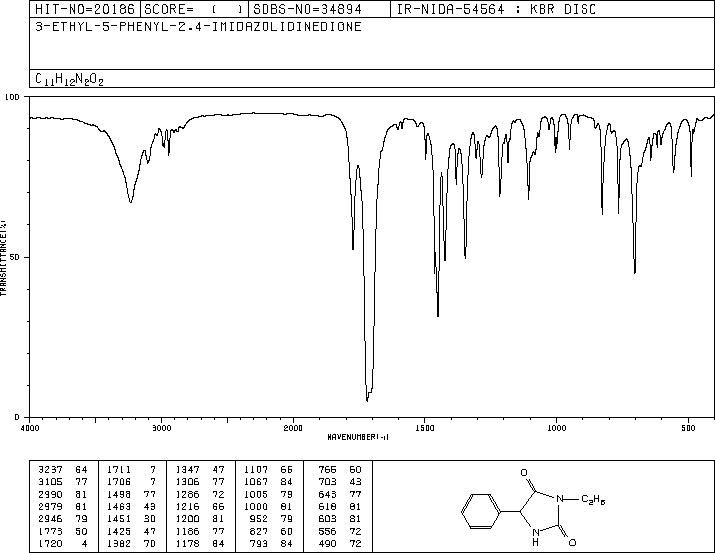 HIT-NO=20186 SCORE= ( ) SDBS-NO=34894 IR-NIDA-54564 : KBR DISC
3-ETHYL-5-PHENYL-2,4-IMIDAZOLIDINEDIONE
C11H12N2O2
100
50
0
TRANSMITTANCE(%)
4000 3000 2000 1500 1000 500
WAVENUMBER(-1)
3237 64 1711 7 1347 47 1107 66 766 60
3105 77 1706 7 1306 77 1067 84 703 43
2990 81 1498 77 1286 72 1005 79 643 77
2979 81 1463 43 1216 66 1000 81 618 81
2946 79 1451 30 1200 81 952 79 603 81
1773 50 1425 47 1186 77 827 60 556 72
1720 4 1382 70 1178 84 793 84 490 72
O
N C2H5
N
H
O